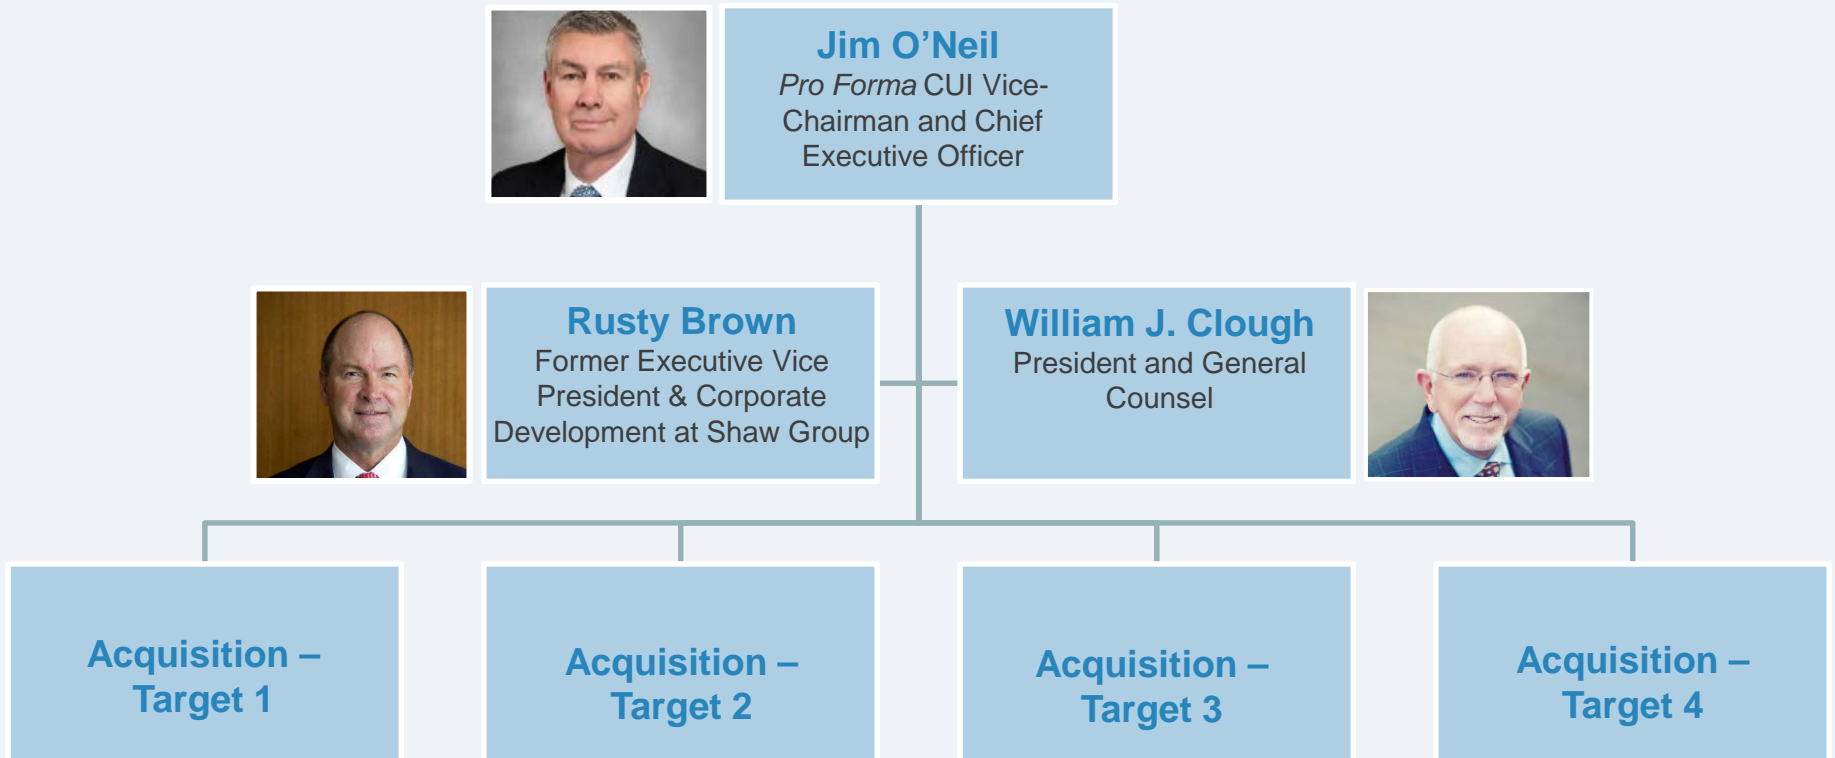 Jim O’Neil
Pro Forma CUI Vice-
Chairman and Chief
Executive Officer
Rusty Brown
Former Executive Vice
President & Corporate
Development at Shaw Group
William J. Clough
President and General
Counsel
Acquisition –
Target 1
Acquisition –
Target 2
Acquisition –
Target 3
Acquisition –
Target 4